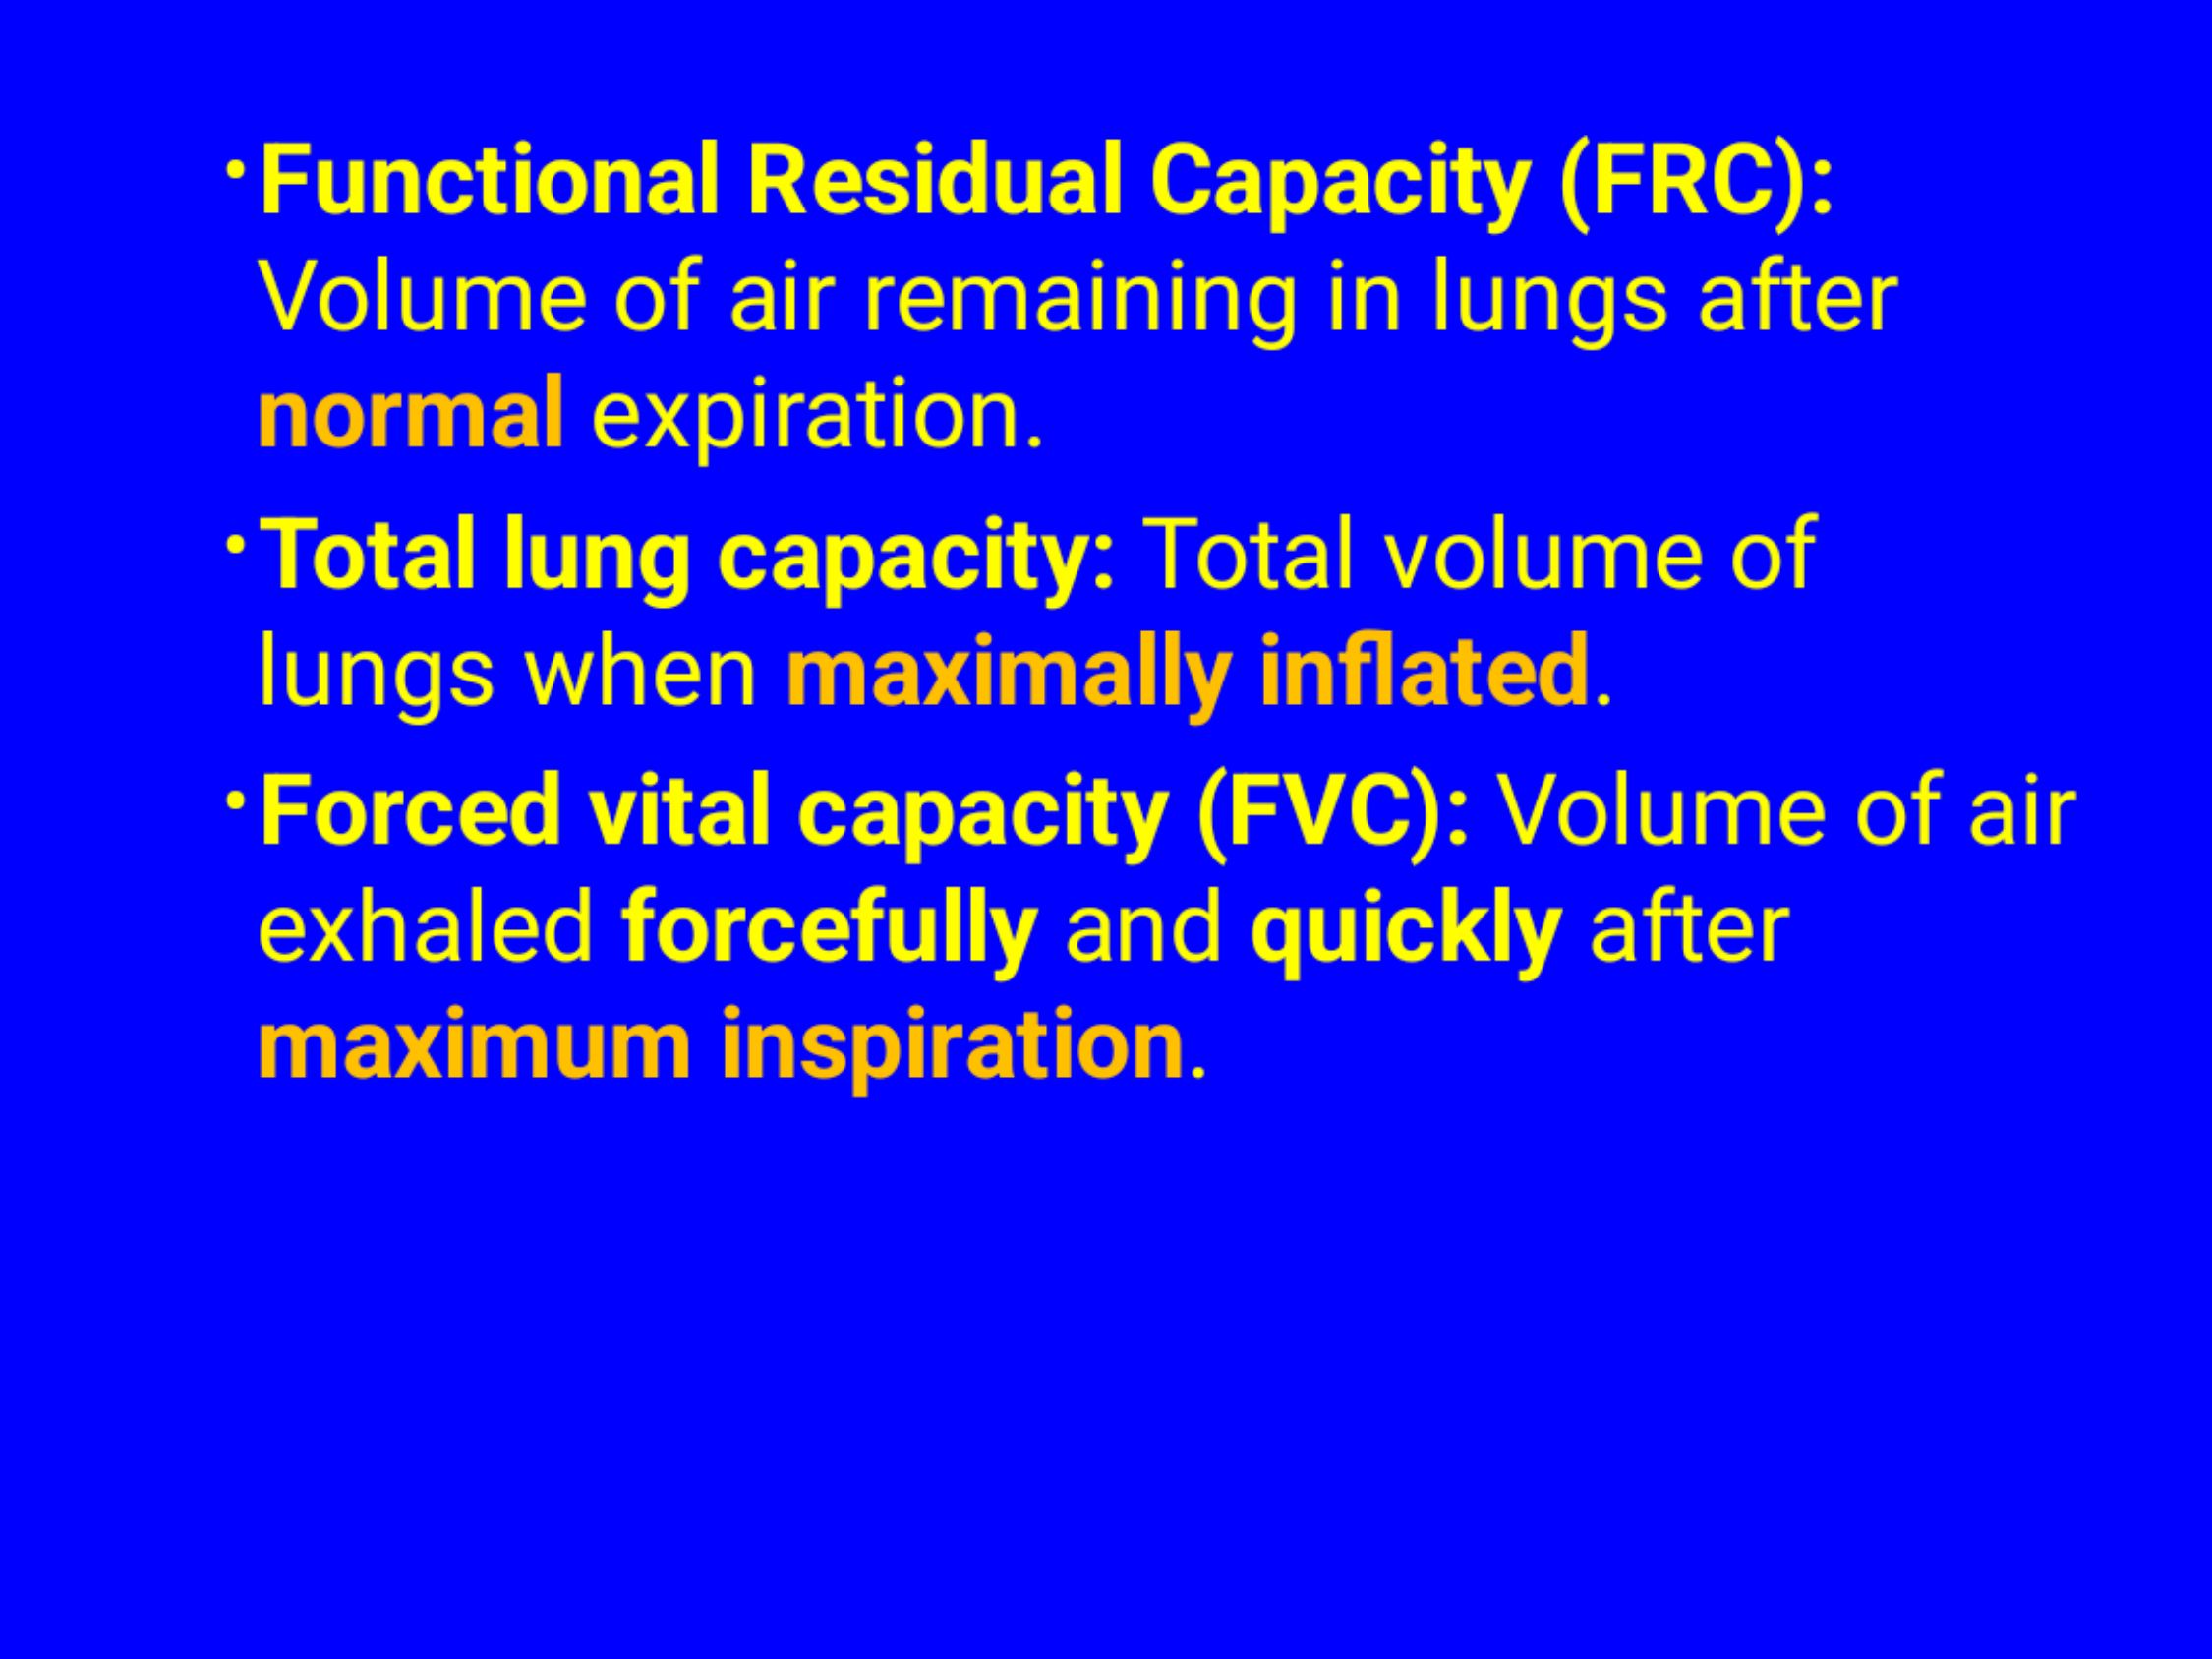 •Functional Residual Capacity (FRC):
Volume of air remaining in lungs after
normal expiration.
•Total lung capacity: Total volume of
lungs when maximally inflated.
•Forced vital capacity (FVC): Volume of air
exhaled forcefully and quickly after
maximum inspiration.